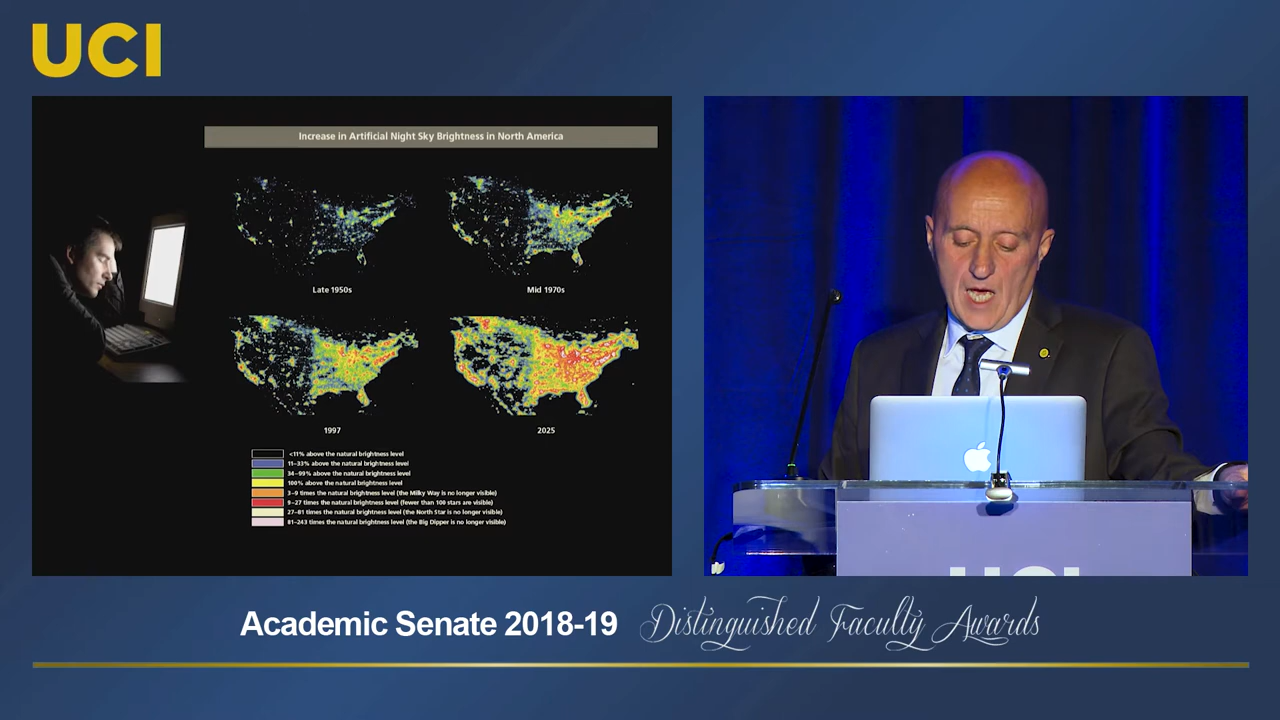 UCI
Increase in Artificial Night Sky Brightness in North America
Late 1950s
Mid 1970s
1997
2025
<11% above the natural brightness level
11–33% above the natural brightness level
34–99% above the natural brightness level
100% above the natural brightness level
3–9 times the natural brightness level (the Milky Way is no longer visible)
9–27 times the natural brightness level (fewer than 100 stars are visible)
27–81 times the natural brightness level (the North Star is no longer visible)
81–243 times the natural brightness level (the Big Dipper is no longer visible)
UCI
Academic Senate 2018-19 Distinguished Faculty Awards